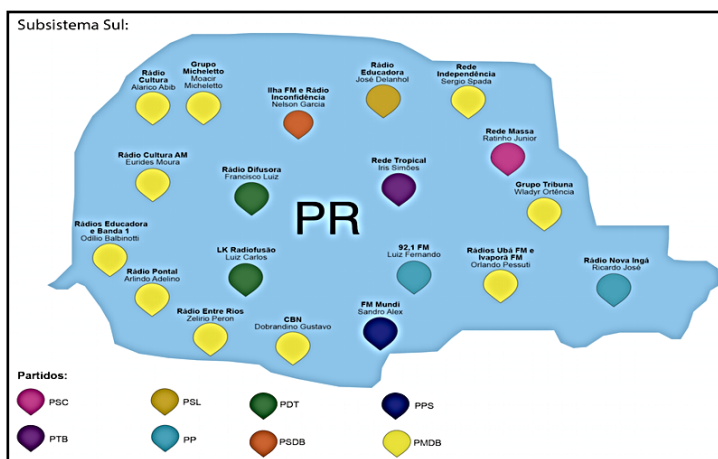 Subsistema Sul:
Rádio
Cultura
Alarico Abib
Grupo
Micheletto
Moacir
Micheletto
Ilha FM e Rádio
Inconfidência
Nelson Garcia
Rádio
Educadora
José Delanhol
Rede
Independência
Sergio Spada
Rede Massa
Ratinho Junior
Rádio Cultura AM
Eurides Moura
Rádio Difusora
Francisco Luiz
Rede Tropical
Iris Simões
Grupo Tribuna
Wladyr Ortência
PR
Rádios Educadora
e Banda 1
Odílio Balbinotti
LK Radiofusão
Luiz Carlos
92,1 FM
Luiz Fernando
Rádios Ubá FM e
Ivaporã FM
Orlando Pessuti
Rádio Nova Ingá
Ricardo José
Rádio Pontal
Arlindo Adelino
Rádio Entre Rios
Zelirio Peron
CBN
Dobrandino Gustavo
FM Mundi
Sandro Alex
Partidos:
PSC
PSL
PDT
PPS
PTB
PP
PSDB
PMDB